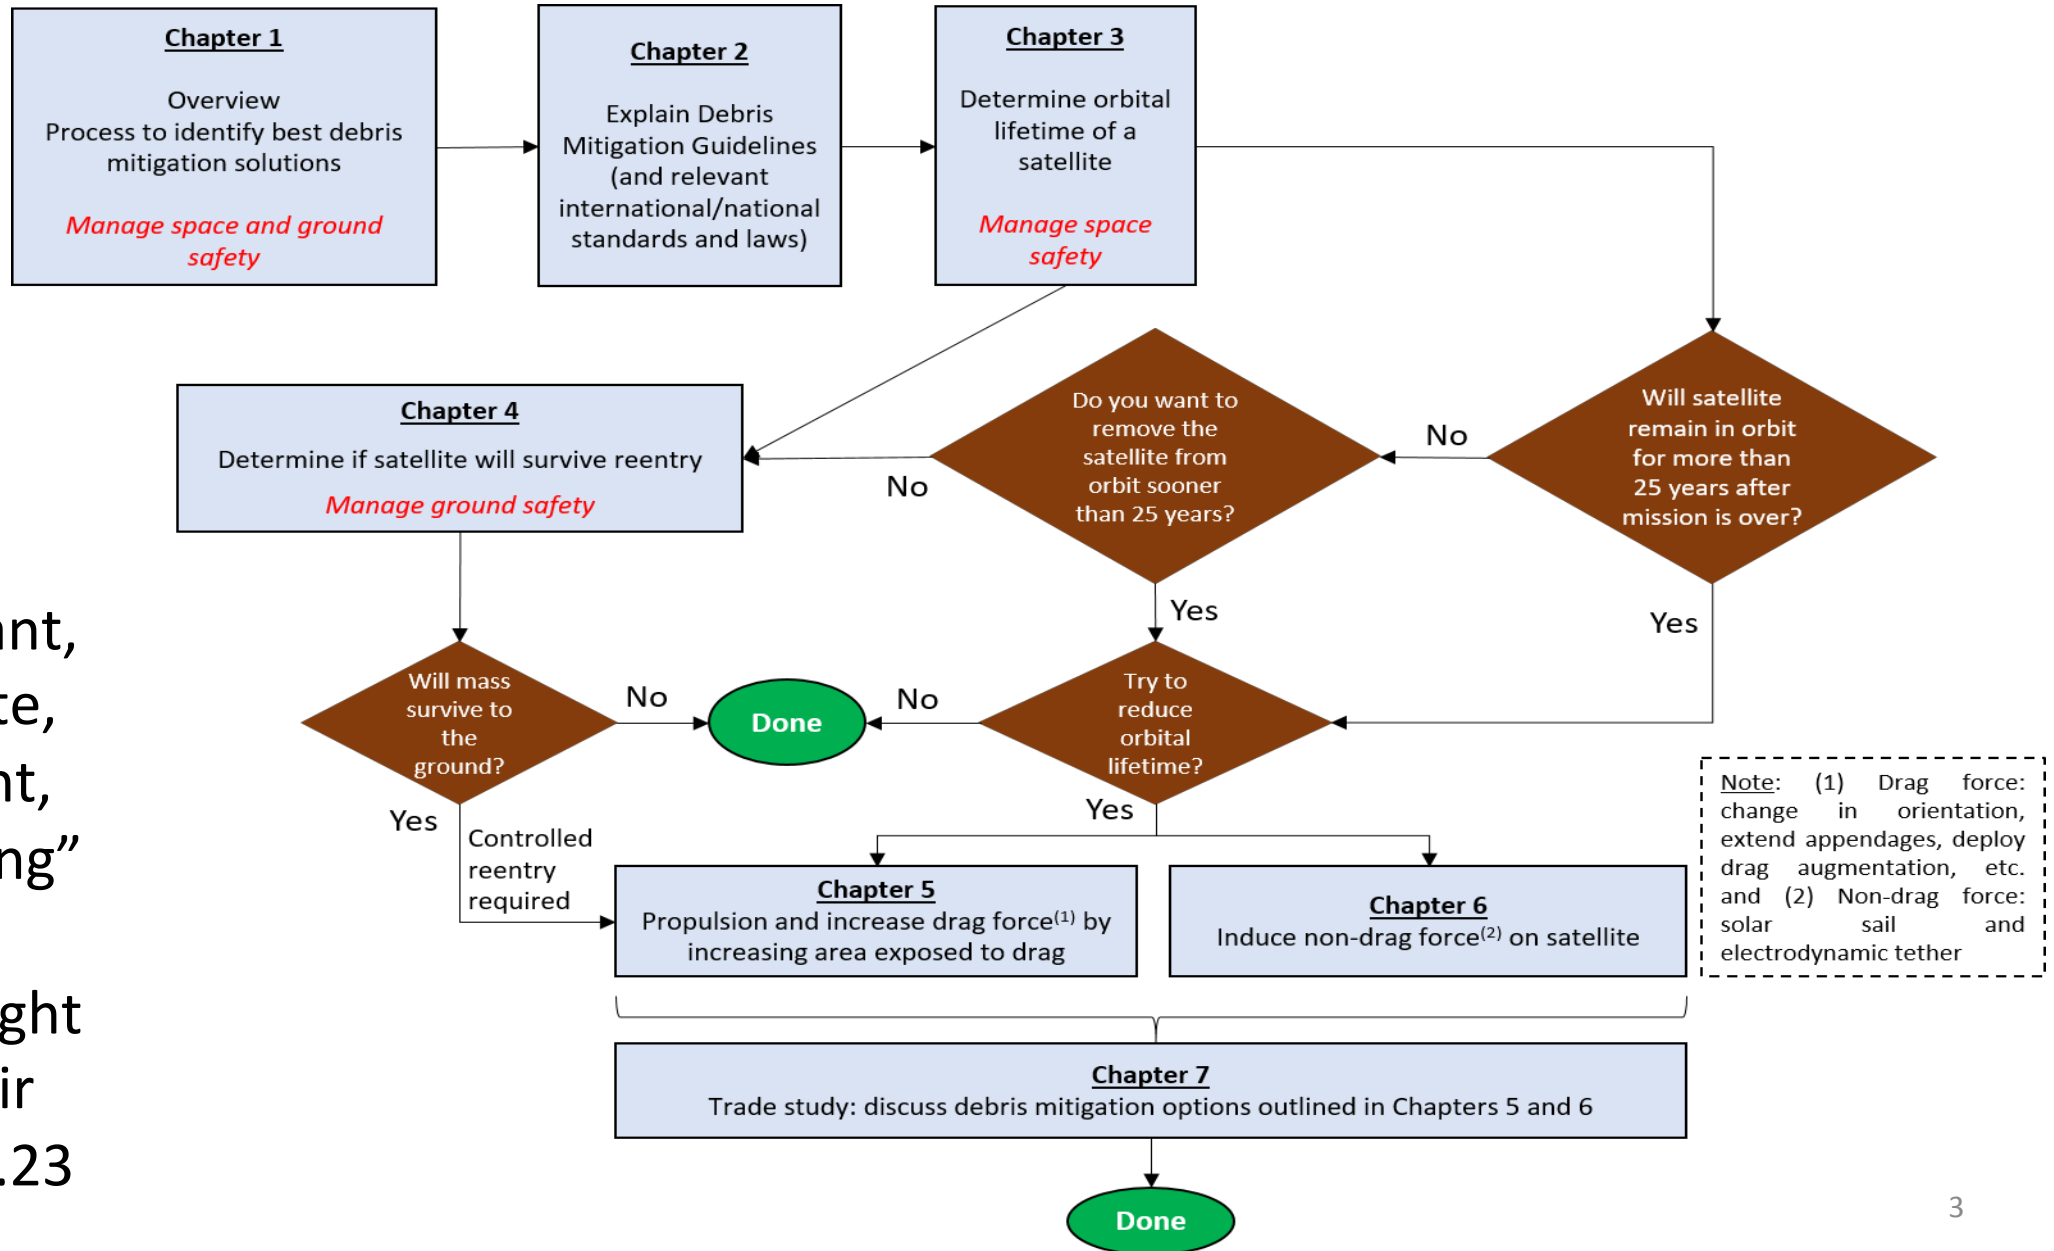 Chapter 1
Overview
Process to identify best debris
mitigation solutions
Manage space and ground
safety
Chapter 2
Explain Debris
Mitigation Guidelines
(and relevant
international/national
standards and laws)
Chapter 3
Determine orbital
lifetime of a
satellite
Manage space
safety
Chapter 4
Determine if satellite will survive reentry
Manage ground safety
No
Do you want to
remove the
satellite from
orbit sooner
than 25 years?
No
Will satellite
remain in orbit
for more than
25 years after
mission is over?
Yes
Yes
Will mass
survive to
the
ground?
No
Done
No
Try to
reduce
orbital
lifetime?
Yes
Controlled
reentry
required
Yes
Chapter 5
Propulsion and increase drag force(1) by
increasing area exposed to drag
Chapter 6
Induce non-drag force(2) on satellite
Note: (1) Drag force:
change in orientation,
extend appendages, deploy
drag augmentation, etc.
and (2) Non-drag force:
solar sail and
electrodynamic tether
Chapter 7
Trade study: discuss debris mitigation options outlined in Chapters 5 and 6
Done
ant,
te,
nt,
ng”
ght
ir
.23
3